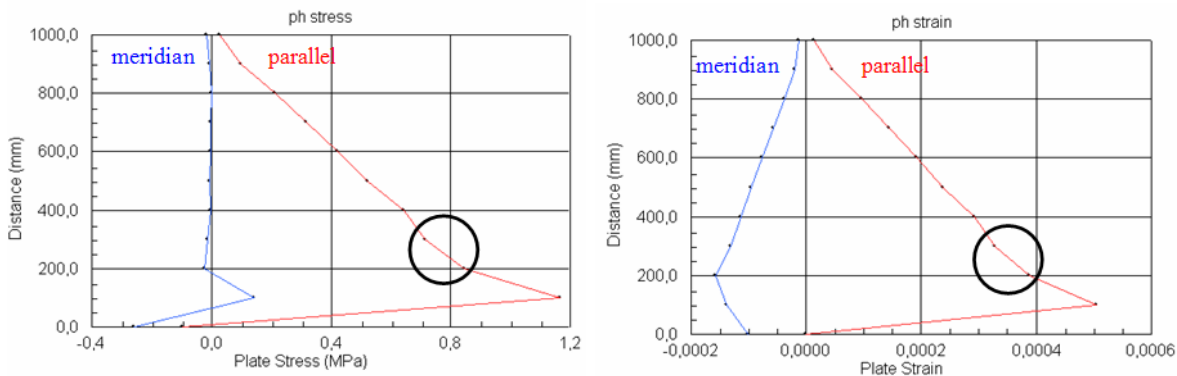 ph stress
1000,0
meridian
parallel
800,0
600,0
400,0
200,0
0,0
Distance (mm)
-0,4
0,0
0,4
0,8
1,2
Plate Stress (MPa)
ph strain
1000,0
meridian
parallel
800,0
600,0
400,0
200,0
0,0
Distance (mm)
-0,0002
0,0000
0,0002
0,0004
0,0006
Plate Strain